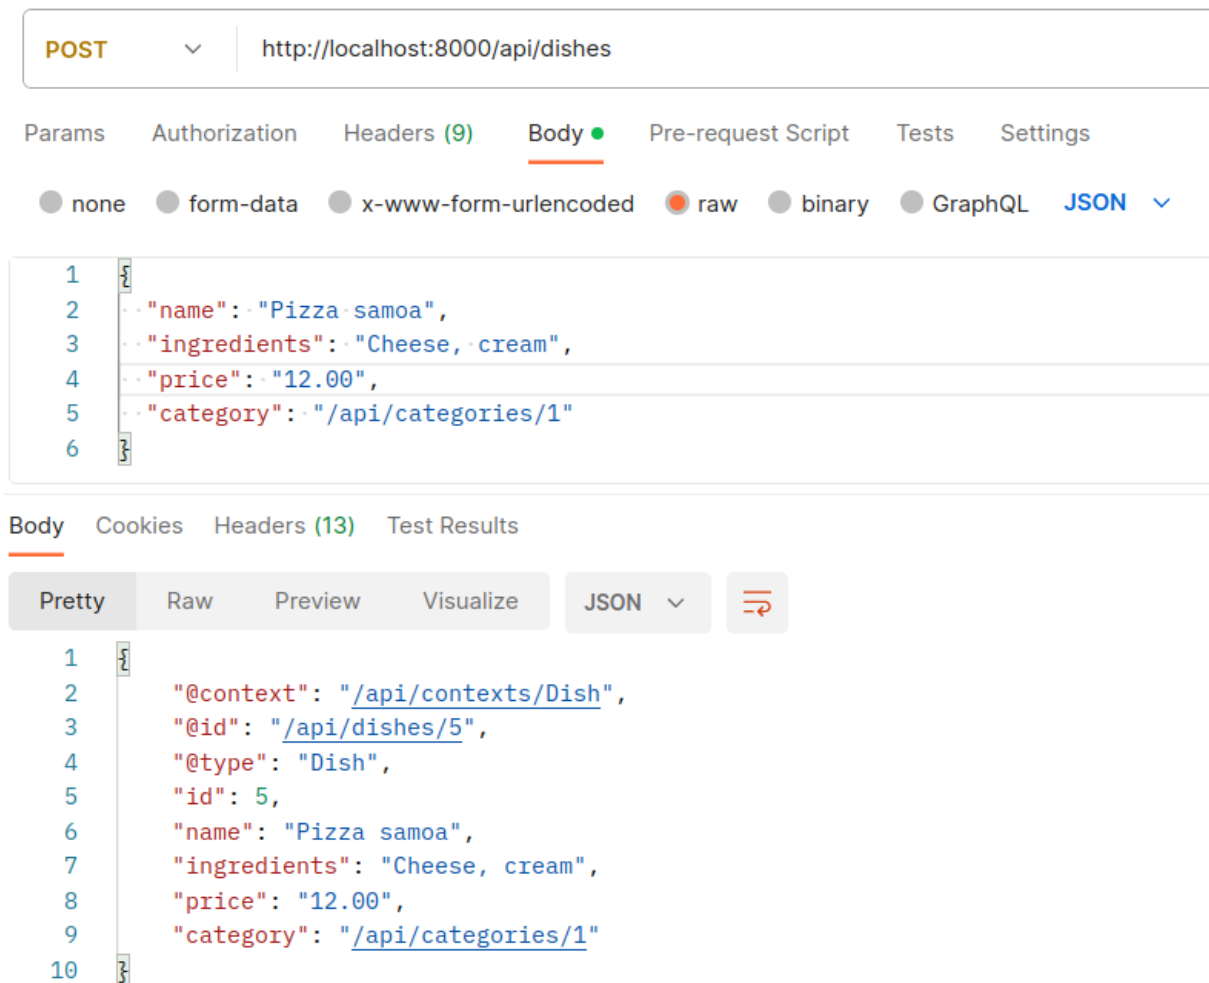 POST http://localhost:8000/api/dishes
Params Authorization Headers (9) Body Pre-request Script Tests Settings
none form-data x-www-form-urlencoded raw binary GraphQL JSON
1 {
2 "name": "Pizza samoa",
3 "ingredients": "Cheese, cream",
4 "price": "12.00",
5 "category": "/api/categories/1"
6 }
Body Cookies Headers (13) Test Results
Pretty Raw Preview Visualize JSON
1 {
2 "@context": "/api/contexts/Dish",
3 "@id": "/api/dishes/5",
4 "@type": "Dish",
5 "id": 5,
6 "name": "Pizza samoa",
7 "ingredients": "Cheese, cream",
8 "price": "12.00",
9 "category": "/api/categories/1"
10 }